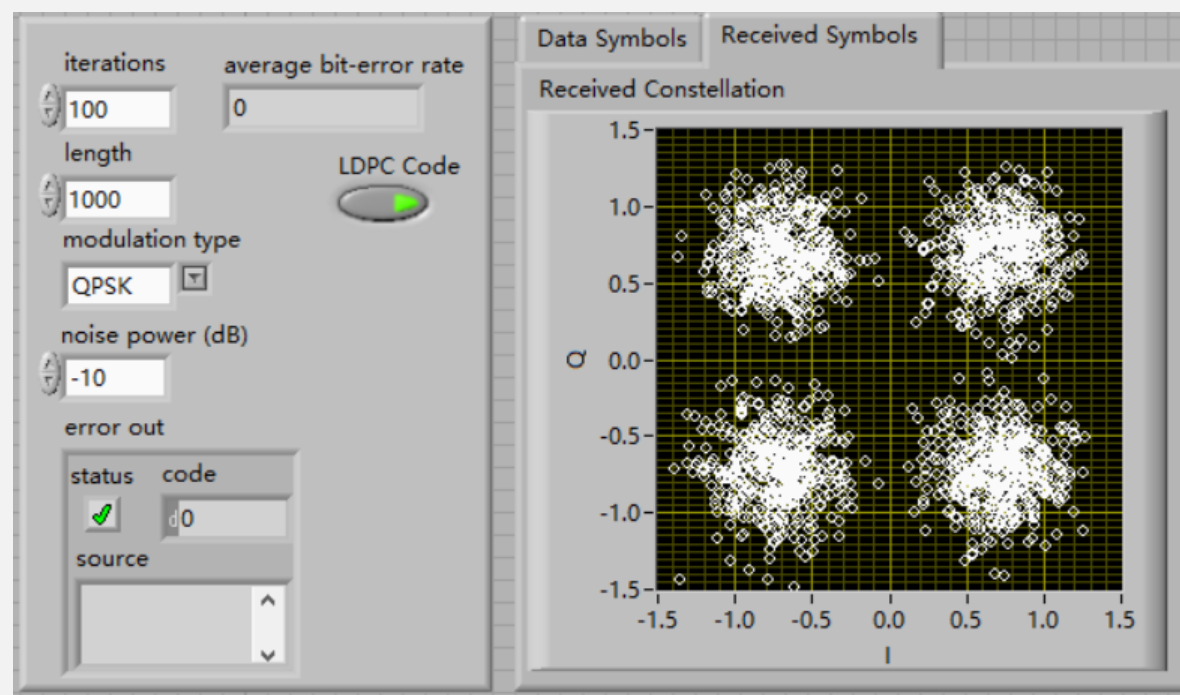 iterations
average bit-error rate
100
0
length
LDPC Code
1000
modulation type
QPSK
noise power (dB)
-10
error out
status
code
d0
source
Data Symbols
Received Symbols
Received Constellation
1.5
1.0
0.5
0.0
-0.5
-1.0
-1.5
Q
-1.5 -1.0 -0.5 0.0 0.5 1.0 1.5
I